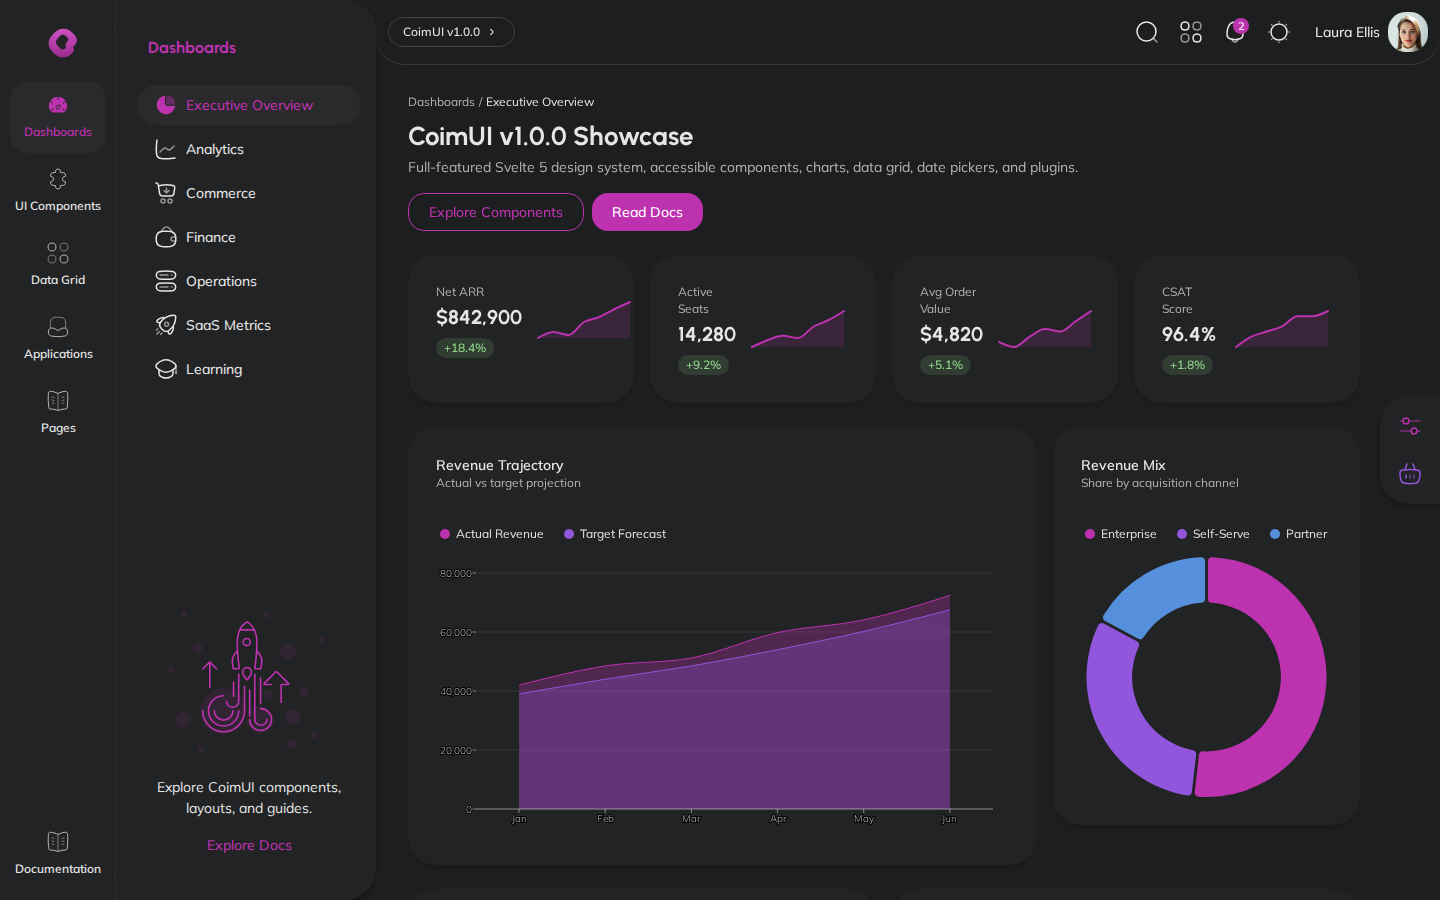 Dashboards
UI Components
Data Grid
Applications
Pages
Documentation
Dashboards
Executive Overview
Analytics
Commerce
Finance
Operations
SaaS Metrics
Learning
Explore CoimUI components,
layouts, and guides.
Explore Docs
CoimUI v1.0.0
2
Laura Ellis
Dashboards / Executive Overview
CoimUI v1.0.0 Showcase
Full-featured Svelte 5 design system, accessible components, charts, data grid, date pickers, and plugins.
Explore Components
Read Docs
Net ARR
$842,900
+18.4%
Active
Seats
14,280
+9.2%
Avg Order
Value
$4,820
+5.1%
CSAT
Score
96.4%
+1.8%
Revenue Trajectory
Actual vs target projection
Actual Revenue
Target Forecast
80.000
60.000
40.000
20.000
0
Jan Feb Mar Apr May Jun
Revenue Mix
Share by acquisition channel
Enterprise
Self-Serve
Partner